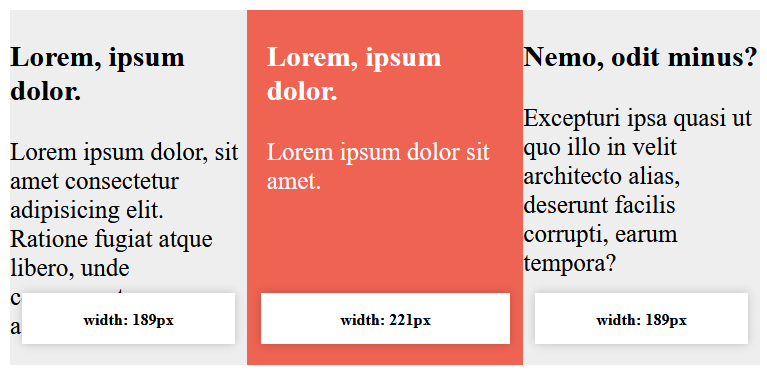 Lorem, ipsum
dolor.
Lorem ipsum dolor, sit
amet consectetur
adipisicing elit.
Ratione fugiat atque
libero, unde
width: 189px
Lorem, ipsum
dolor.
Lorem ipsum dolor sit
amet.
width: 221px
Nemo, odit minus?
Excepturi ipsa quasi ut
quo illo in velit
architecto alias,
deserunt facilis
corrupti, earum
tempora?
width: 189px